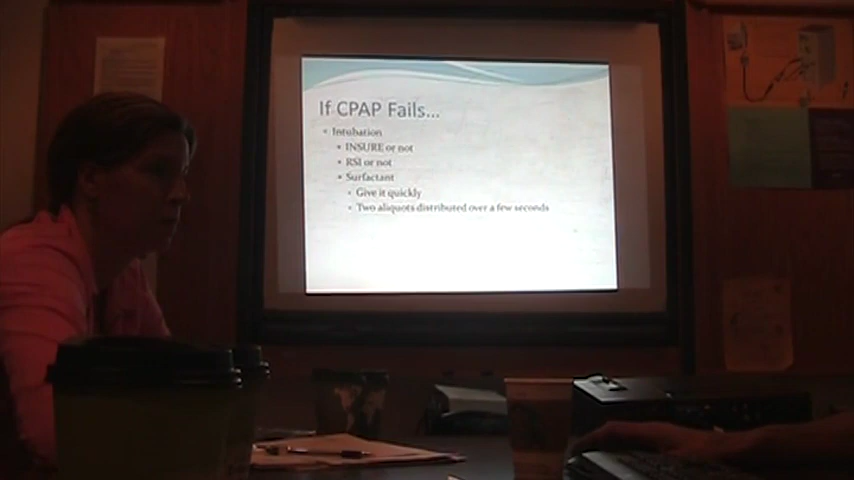 If CPAP Fails...
Intubation
INSURE or not
RSI or not
Surfactant
Give it quickly
Two aliquots distributed over a few seconds